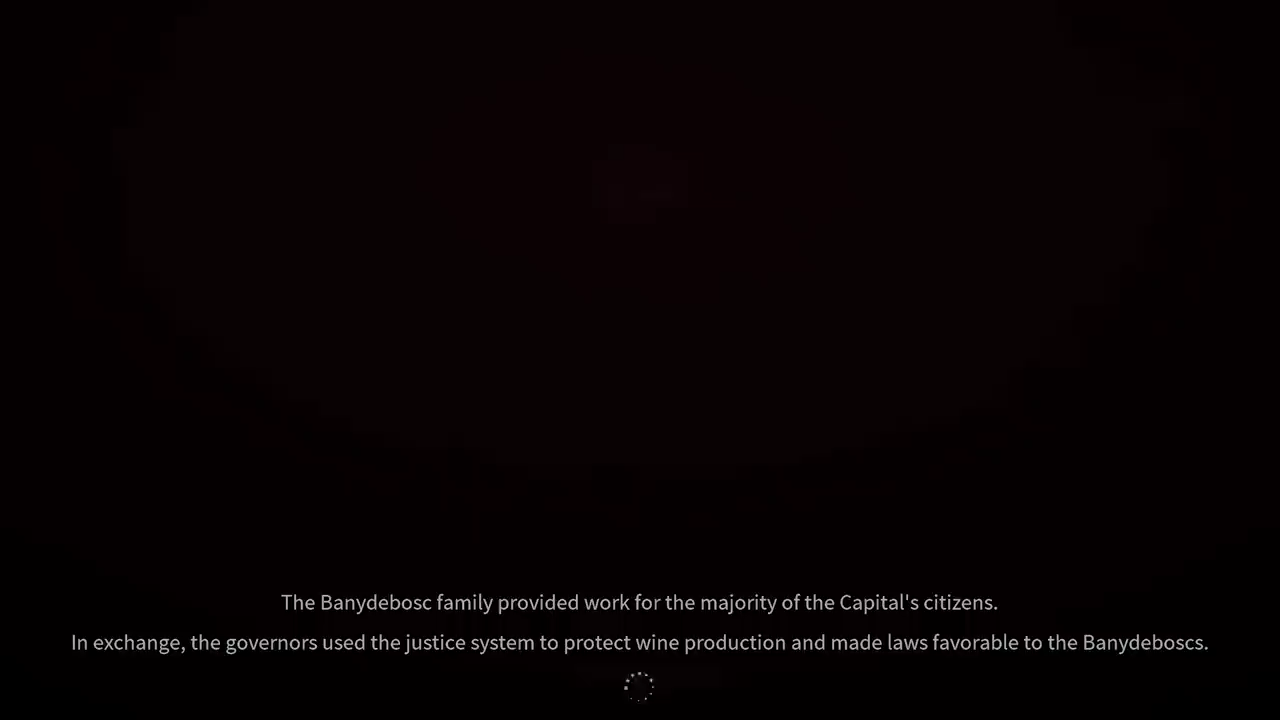 The Banydebosc family provided work for the majority of the Capital's citizens.
In exchange, the governors used the justice system to protect wine production and made laws favorable to the Banydeboscs.